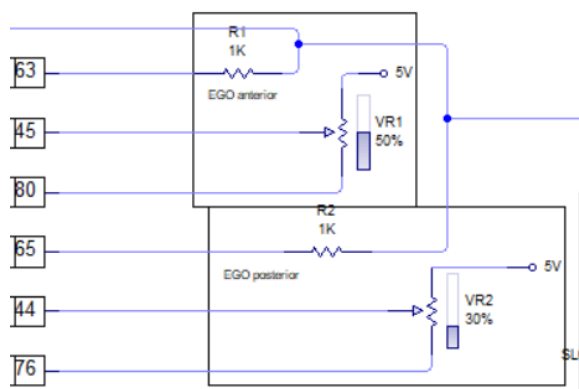 R1
1K
63
5V
EGO anterior
45
VR1
50%
80
R2
1K
65
EGO posterior
5V
44
VR2
30%
76